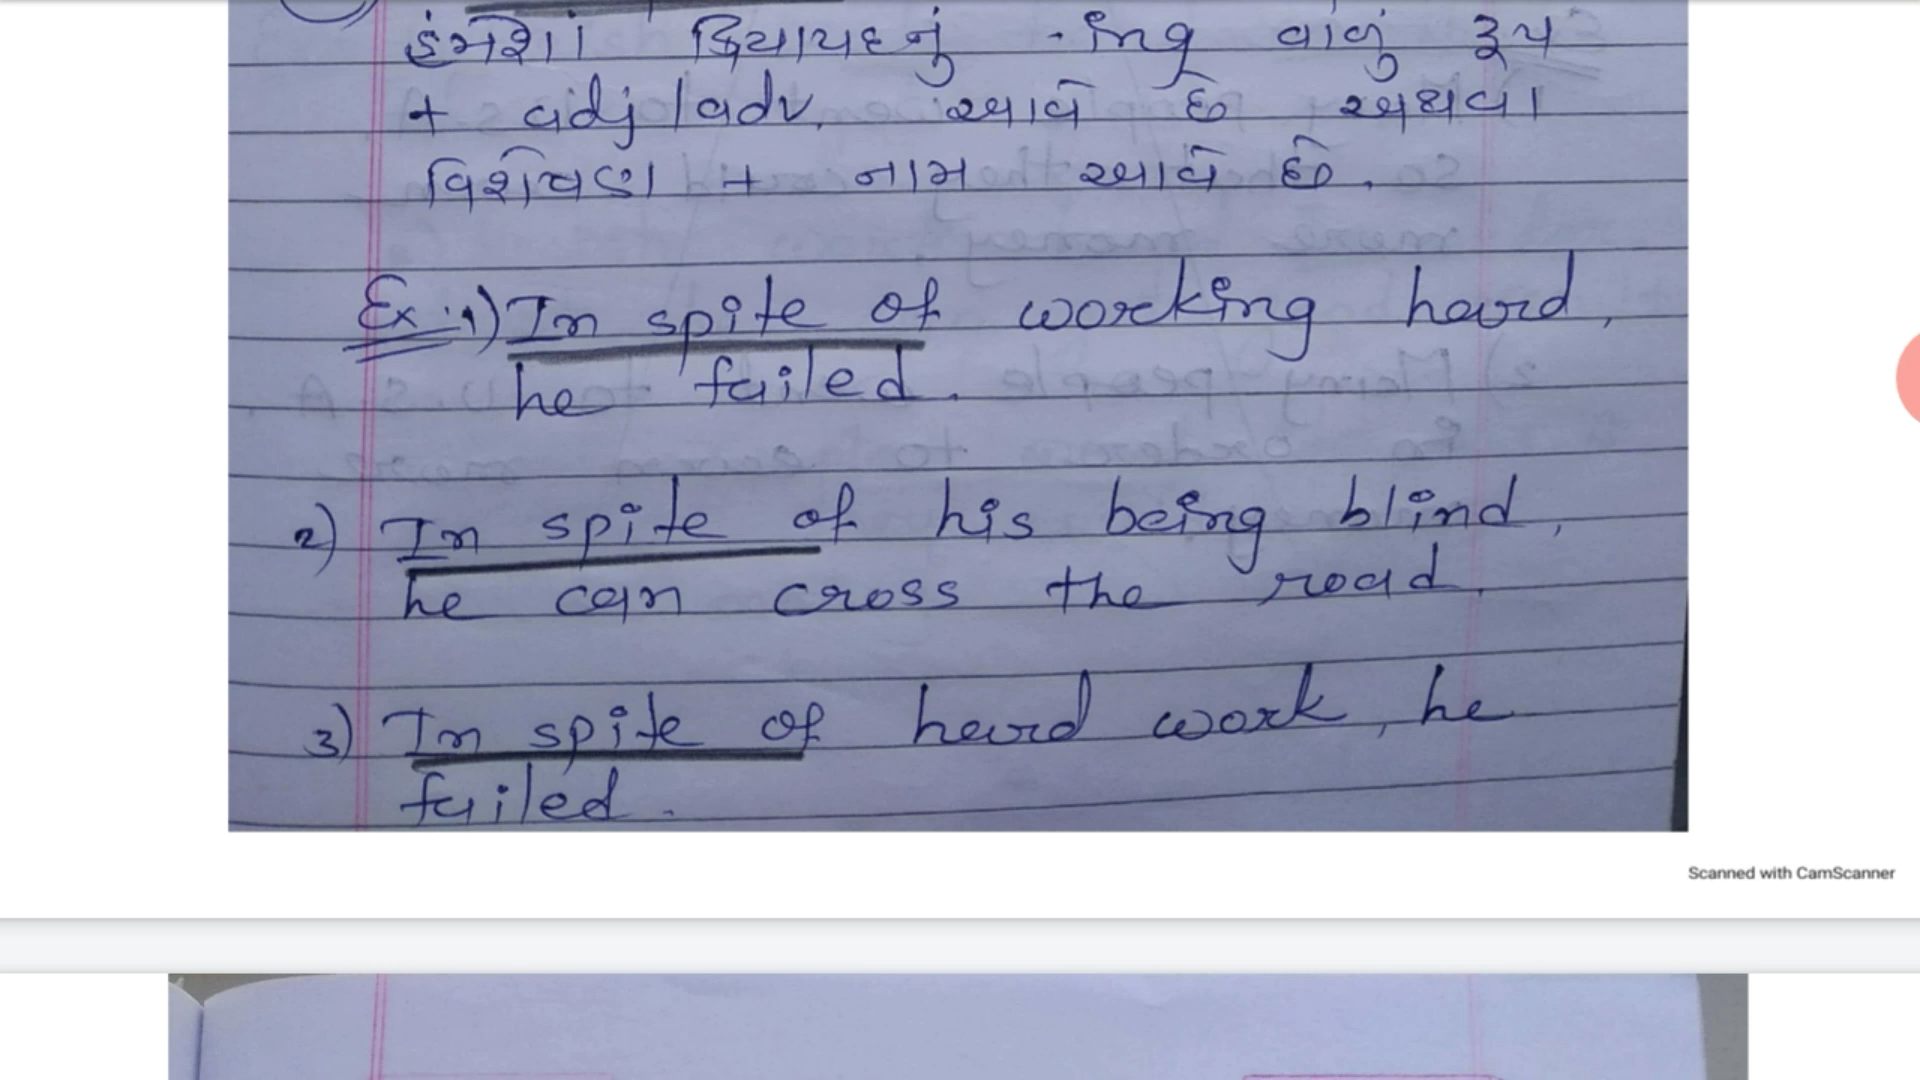 હંમેશા ક્રિયાપદનું -ing વાળું રૂપ
+ adj/adv. આવે છે અથવા
વિશેષણ + નામ આવે છે.
Ex:1) In spite of working hard,
he failed.
2) In spite of his being blind,
he can cross the road.
3) In spite of hard work, he
failed.
Scanned with CamScanner